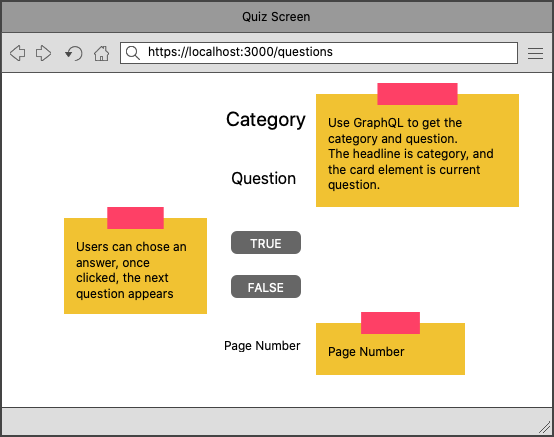 Quiz Screen
https://localhost:3000/questions
Category
Use GraphQL to get the
category and question.
The headline is category, and
the card element is current
question.
Question
Users can chose an
answer, once
clicked, the next
question appears
TRUE
FALSE
Page Number
Page Number